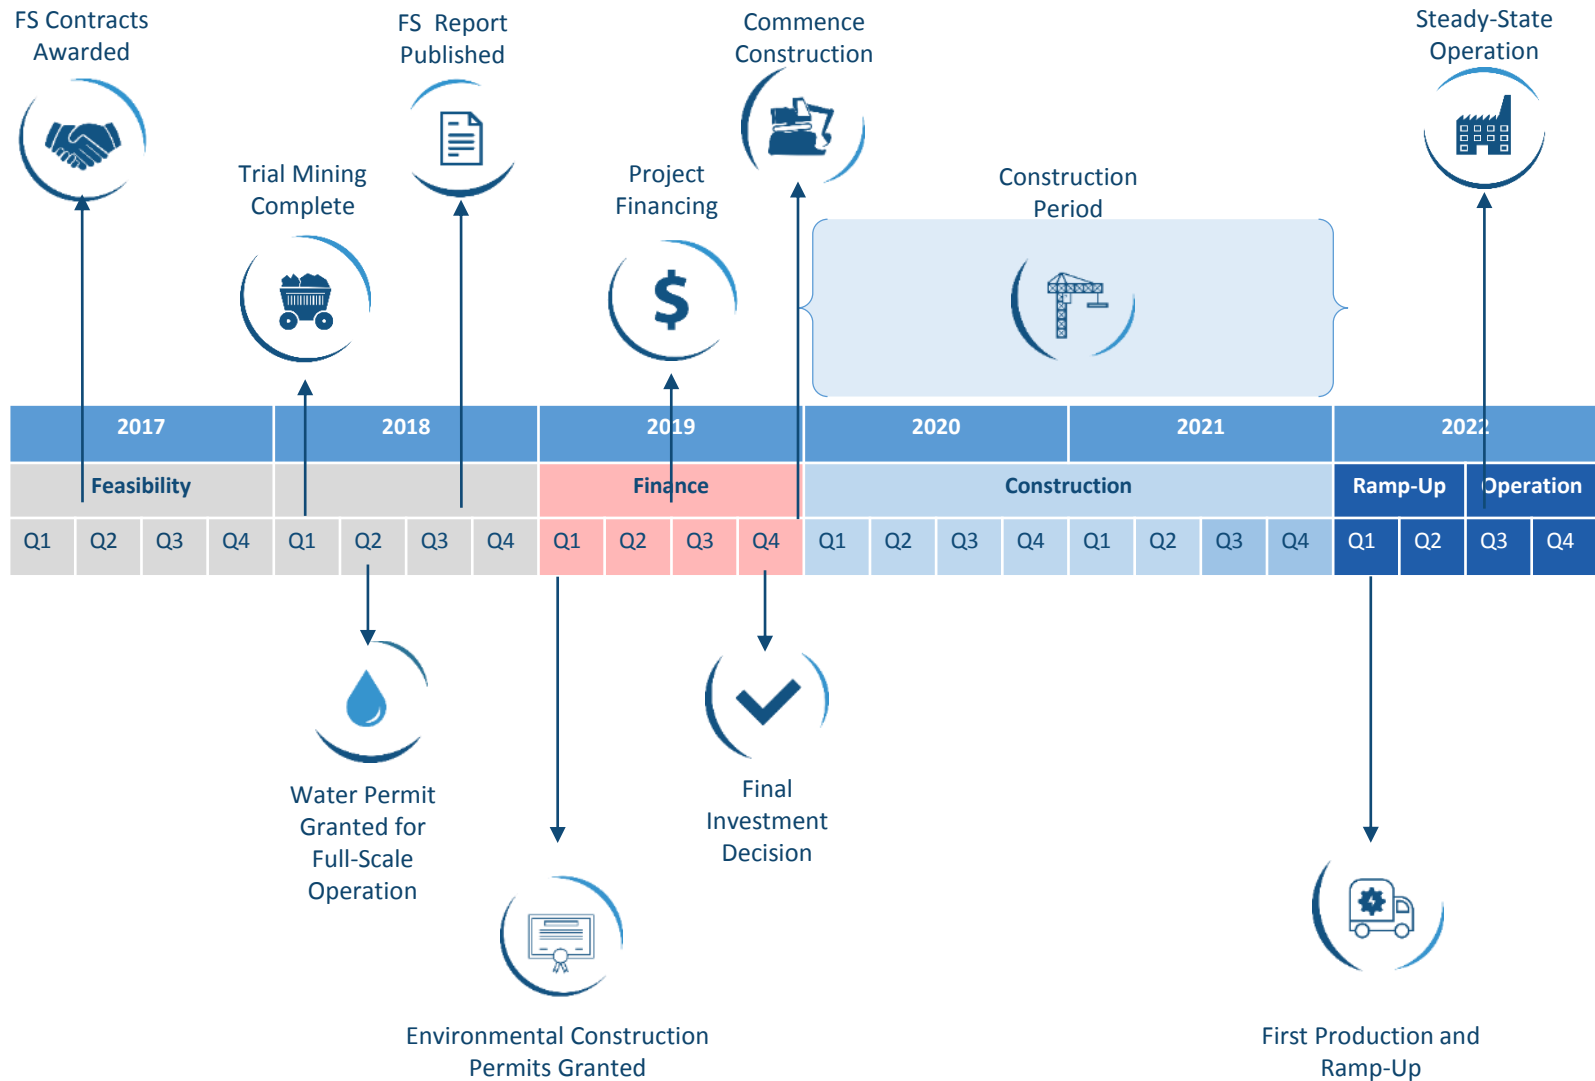 FS Contracts
Awarded
FS Report
Published
Commence
Construction
Steady-State
Operation
Trial Mining
Complete
Project
Financing
Construction
Period
$
2017 2018 2019 2020 2021 2022
Feasibility Finance Construction Ramp-Up Operation
Q1 Q2 Q3 Q4 Q1 Q2 Q3 Q4 Q1 Q2 Q3 Q4 Q1 Q2 Q3 Q4 Q1 Q2 Q3 Q4 Q1 Q2 Q3 Q4
Water Permit
Granted for
Full-Scale
Operation
Final
Investment
Decision
Environmental Construction
Permits Granted
First Production and
Ramp-Up